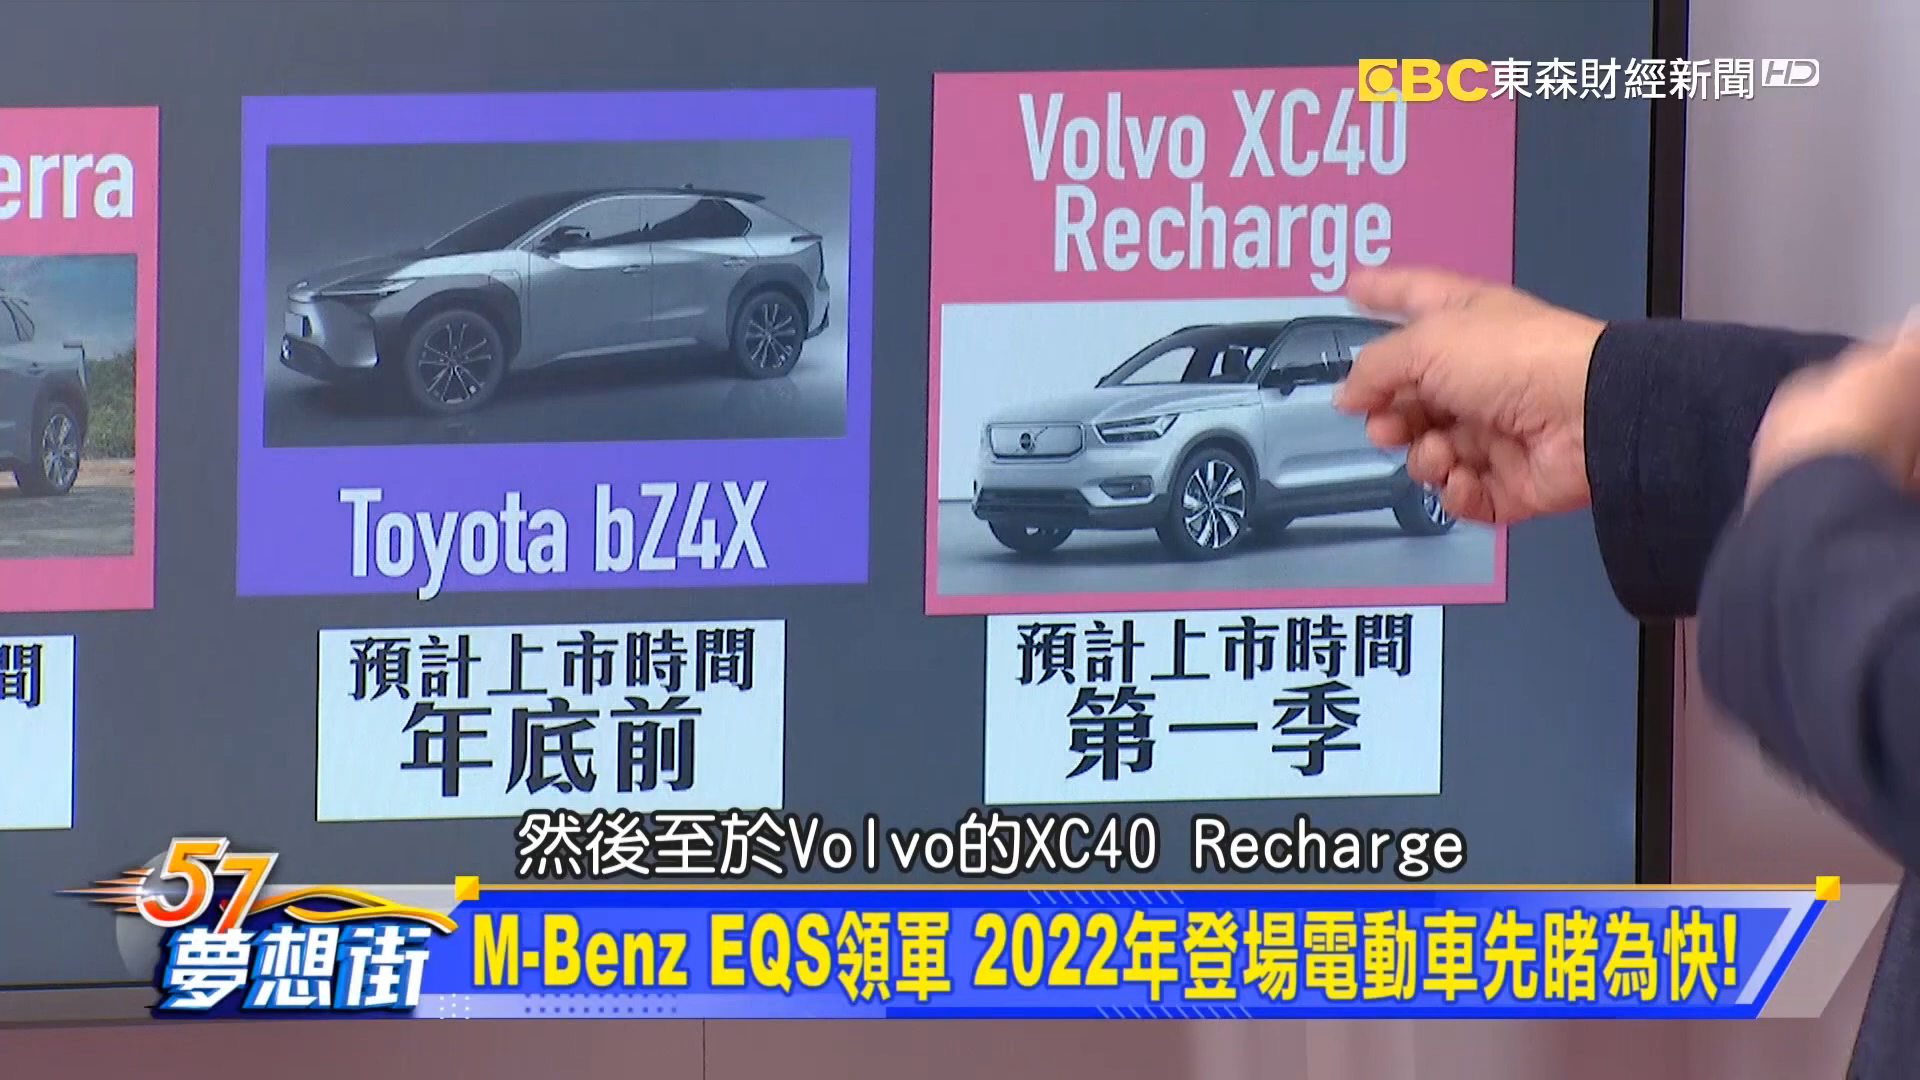 EBC東森財經新聞HD
erra
Volvo XC40
Recharge
Toyota bZ4X
間
預計上市時間
年底前
預計上市時間
第一季
然後至於Volvo的XC40 Recharge
57
夢想街
M-Benz EQS領軍 2022年登場電動車先睹為快!